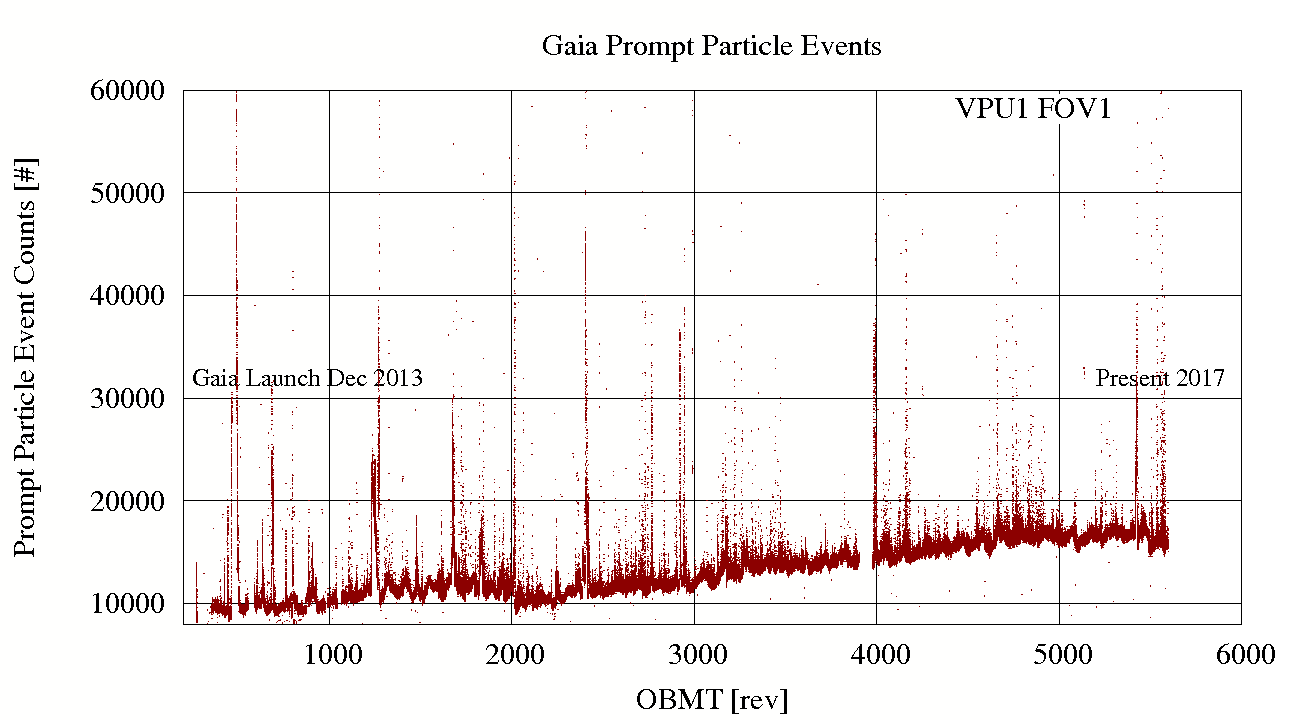 Gaia Prompt Particle Events
Prompt Particle Event Counts [#]
60000
50000
40000
30000
20000
10000
VPU1 FOV1
Gaia Launch Dec 2013
Present 2017
1000
2000
3000
4000
5000
6000
OBMT [rev]